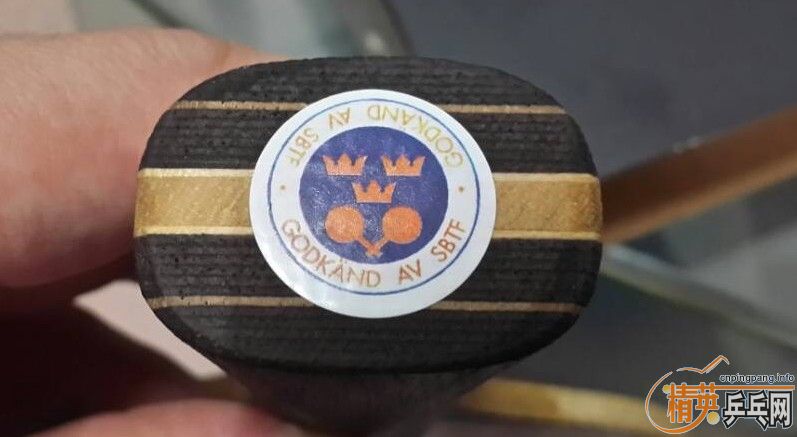 GODKÄND AV SBTF
GODKÄND AV SBTF
cnpingpang.info
精英乒乓网